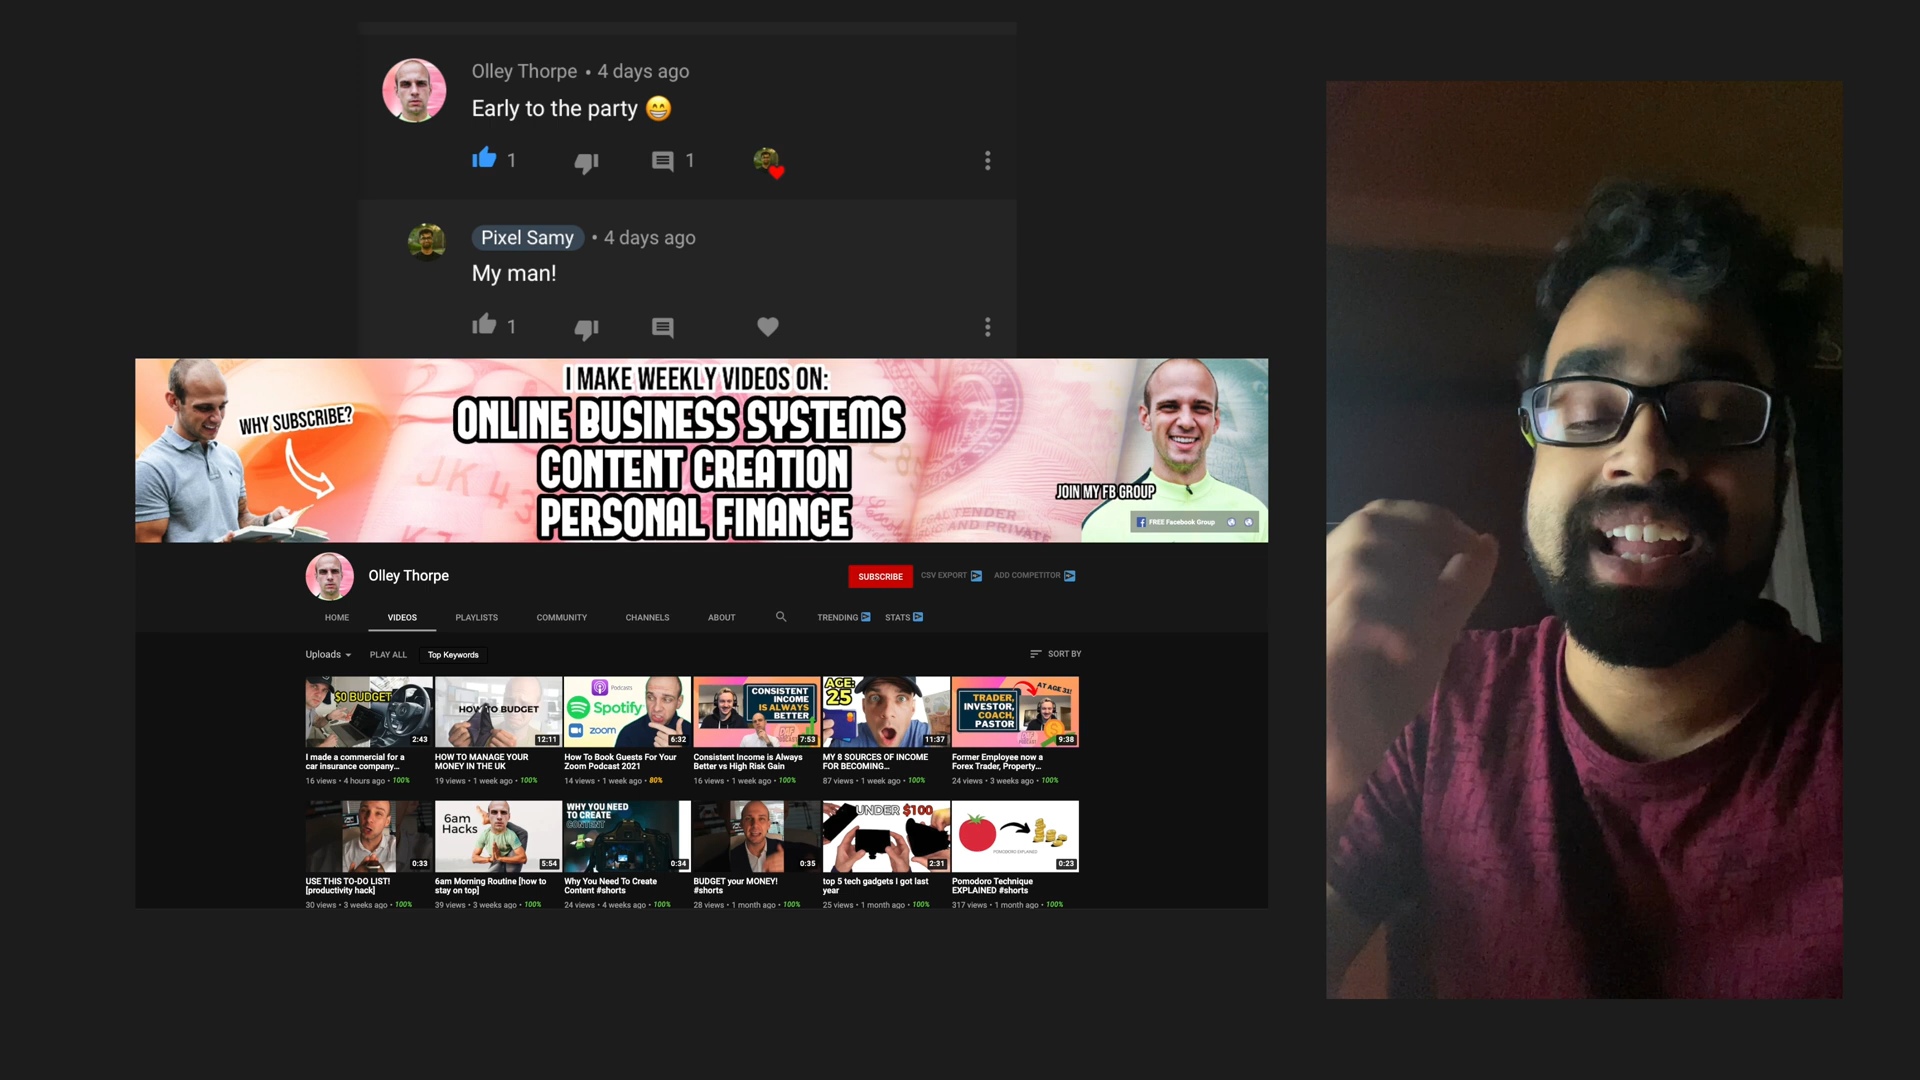 Olley Thorpe • 4 days ago
Early to the party 😁
1
1
Pixel Samy • 4 days ago
My man!
1
I MAKE WEEKLY VIDEOS ON:
WHY SUBSCRIBE?
ONLINE BUSINESS SYSTEMS
CONTENT CREATION
PERSONAL FINANCE
JOIN MY FB GROUP
FREE Facebook Group
Olley Thorpe
SUBSCRIBE CSV EXPORT ADD COMPETITOR
HOME VIDEOS PLAYLISTS COMMUNITY CHANNELS ABOUT TRENDING STATS
Uploads PLAY ALL Top Keywords SORT BY
$0 BUDGET
2:43
I made a commercial for a
car insurance company...
16 views • 4 hours ago • 100%
HOW TO BUDGET
12:11
HOW TO MANAGE YOUR
MONEY IN THE UK
19 views • 1 week ago • 100%
Podcasts
Spotify
zoom
6:32
How To Book Guests For Your
Zoom Podcast 2021
14 views • 1 week ago • 80%
CONSISTENT
INCOME
IS ALWAYS
BETTER
7:53
Consistent Income is Always
Better vs High Risk Gain
16 views • 1 week ago • 100%
AGE:
25
11:37
MY 8 SOURCES OF INCOME
FOR BECOMING...
87 views • 1 week ago • 100%
AT AGE 31!
TRADER,
INVESTOR,
COACH,
PASTOR
9:38
Former Employee now a
Forex Trader, Property...
24 views • 3 weeks ago • 100%
0:33
USE THIS TO-DO LIST!
[productivity hack]
30 views • 3 weeks ago • 100%
6am
Hacks
5:54
6am Morning Routine [how to
stay on top]
39 views • 3 weeks ago • 100%
WHY YOU NEED
TO CREATE
CONTENT
0:34
Why You Need To Create
Content #shorts
24 views • 4 weeks ago • 100%
0:35
BUDGET your MONEY!
#shorts
28 views • 1 month ago • 100%
UNDER $100
2:31
top 5 tech gadgets I got last
year
25 views • 1 month ago • 100%
POMODORO EXPLAINED
0:23
Pomodoro Technique
EXPLAINED #shorts
317 views • 1 month ago • 100%